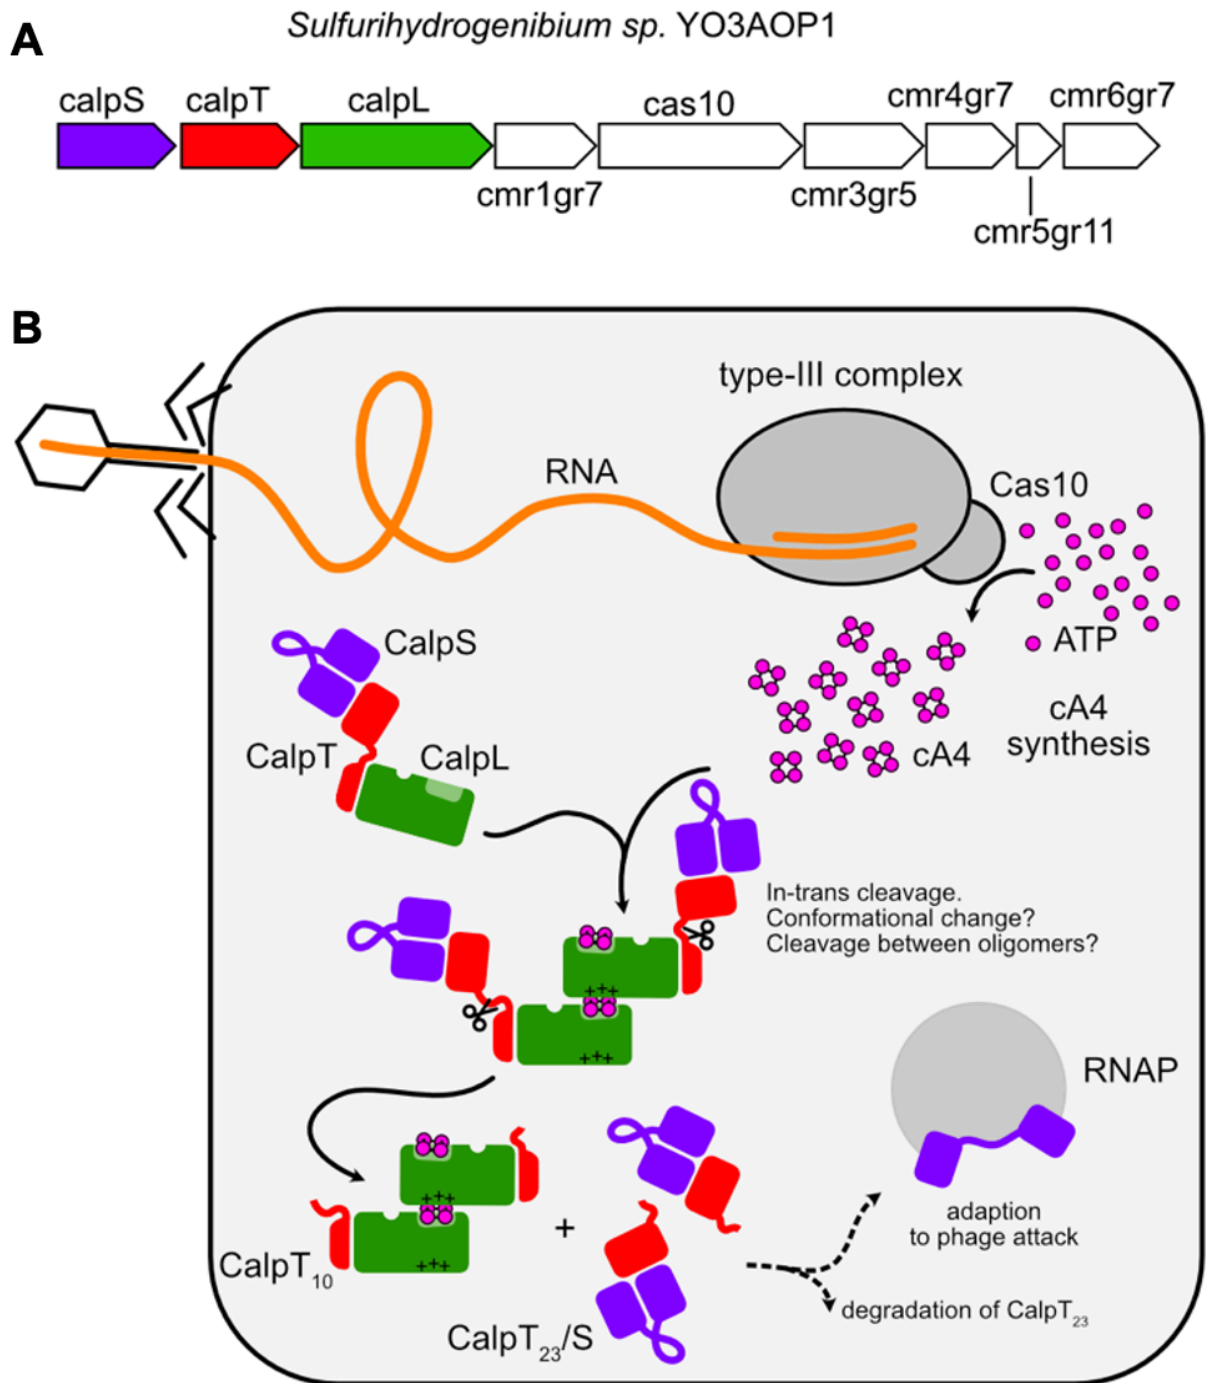 A
Sulfurihydrogenibium sp. YO3AOP1
calpS
calpT
calpL
cas10
cmr4gr7
cmr6gr7
cmr1gr7
cmr3gr5
cmr5gr11
B
type-III complex
RNA
Cas10
ATP
CalpS
cA4
synthesis
CalpT
CalpL
cA4
In-trans cleavage.
Conformational change?
Cleavage between oligomers?
+++
+++
RNAP
+++
+++
+
adaption
to phage attack
CalpT10
degradation of CalpT23
CalpT23/S